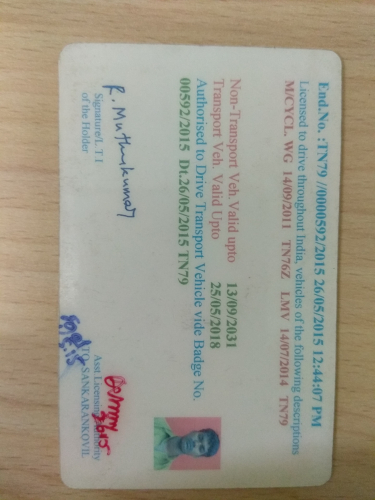 End.No. :TN79 //0000592/2015 26/05/2015 12:44:07 PM
Licensed to drive throughout India, vehicles of the following descriptions
M/CYCL. WG 14/09/2011 TN76Z LMV 14/07/2014 TN79
Non-Transport Veh.Valid upto 13/09/2031
Transport Veh. Valid Upto 25/05/2018
Authorised to Drive Transport Vehicle vide Badge No.
00592/2015 Dt.26/05/2015 TN79
R. Muthukumar
Signature/L.T.I
of the Holder
Asst Licensing Authority
SANKARANKOVIL